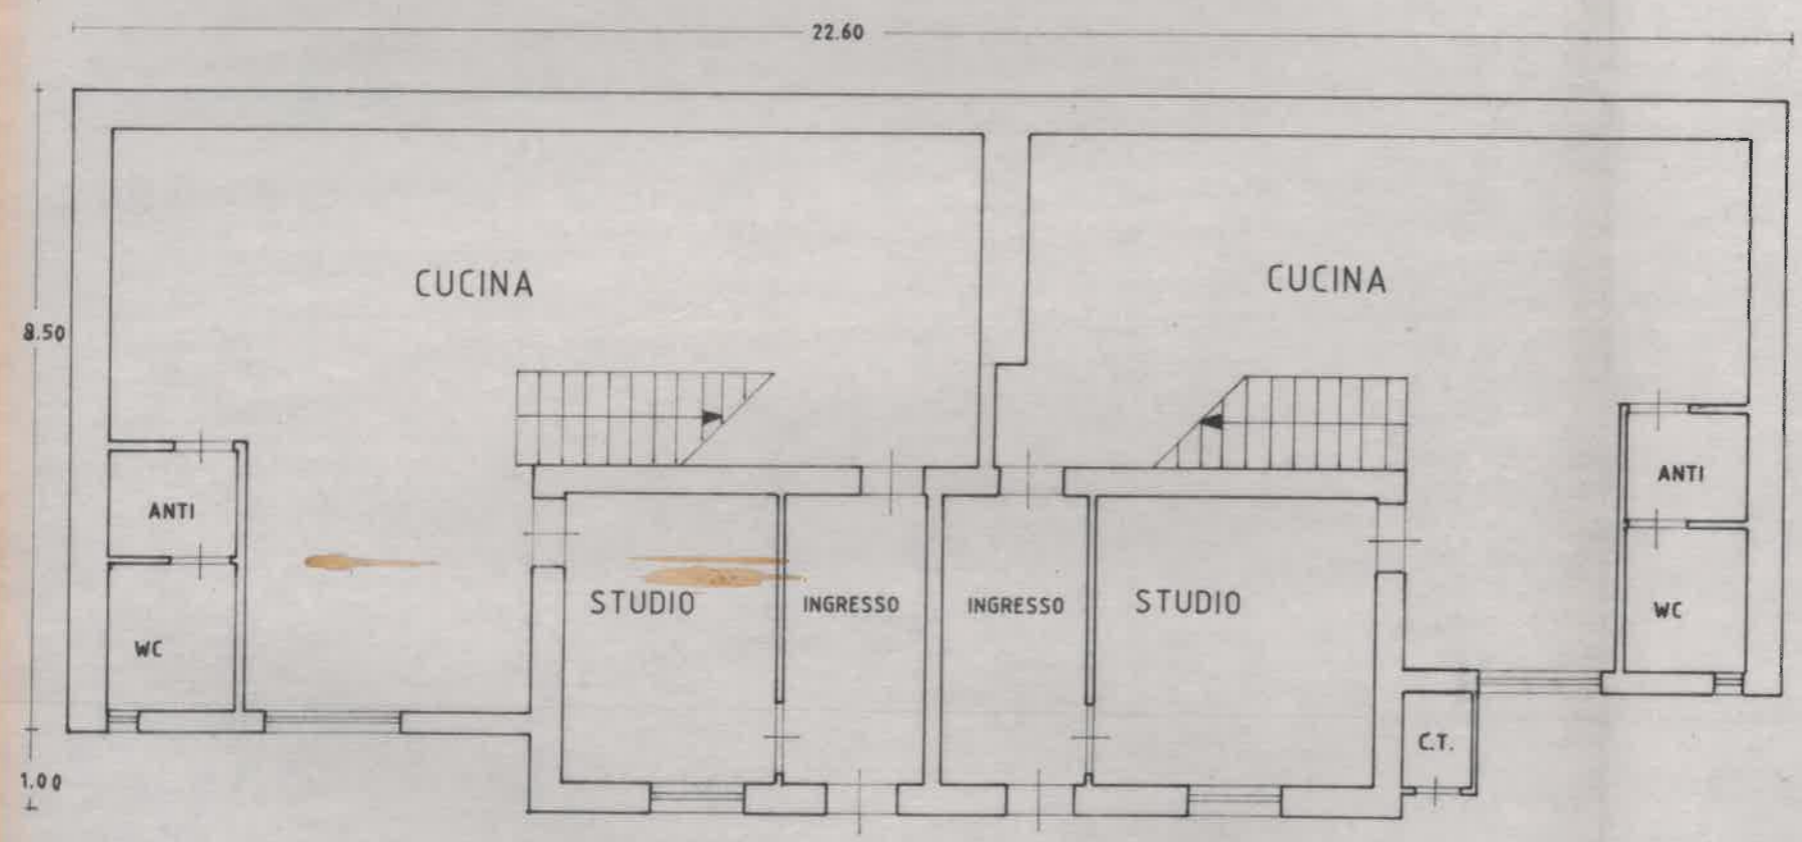 22.60
CUCINA
CUCINA
8.50
ANTI
ANTI
STUDIO
INGRESSO
INGRESSO
STUDIO
WC
WC
C.T.
1.00